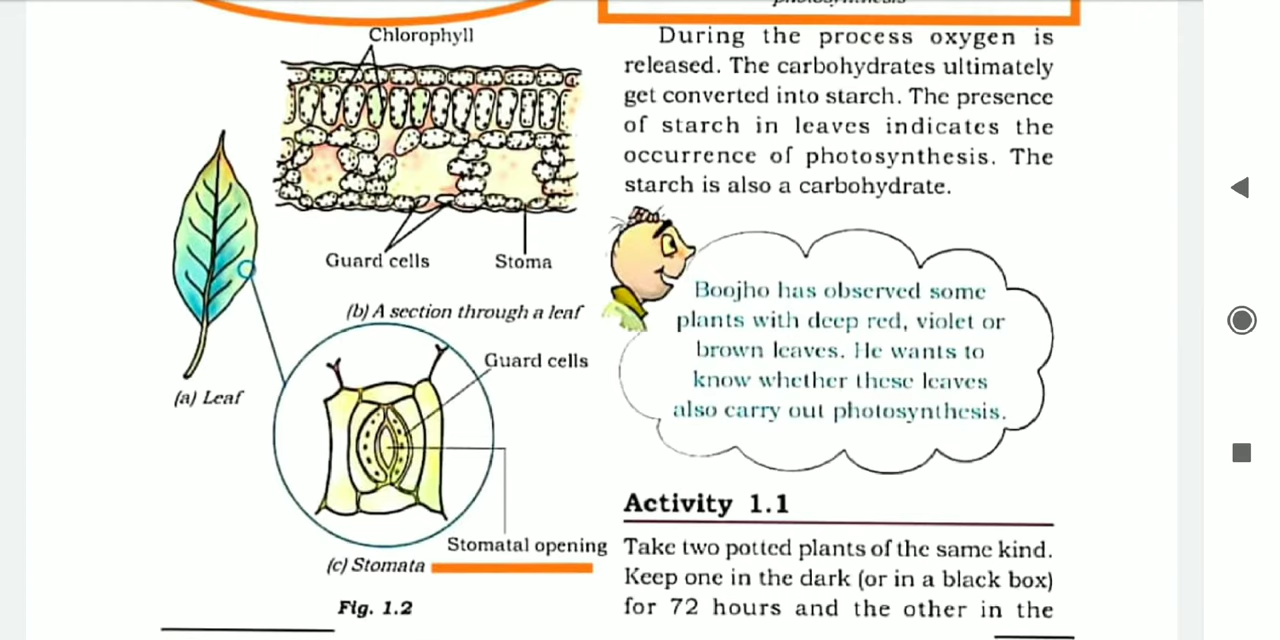 Chlorophyll
Guard cells
Stoma
(b) A section through a leaf
Guard cells
(a) Leaf
Stomatal opening
(c) Stomata
Fig. 1.2
During the process oxygen is
released. The carbohydrates ultimately
get converted into starch. The presence
of starch in leaves indicates the
occurrence of photosynthesis. The
starch is also a carbohydrate.
Boojho has observed some
plants with deep red, violet or
brown leaves. He wants to
know whether these leaves
also carry out photosynthesis.
Activity 1.1
Take two potted plants of the same kind.
Keep one in the dark (or in a black box)
for 72 hours and the other in the